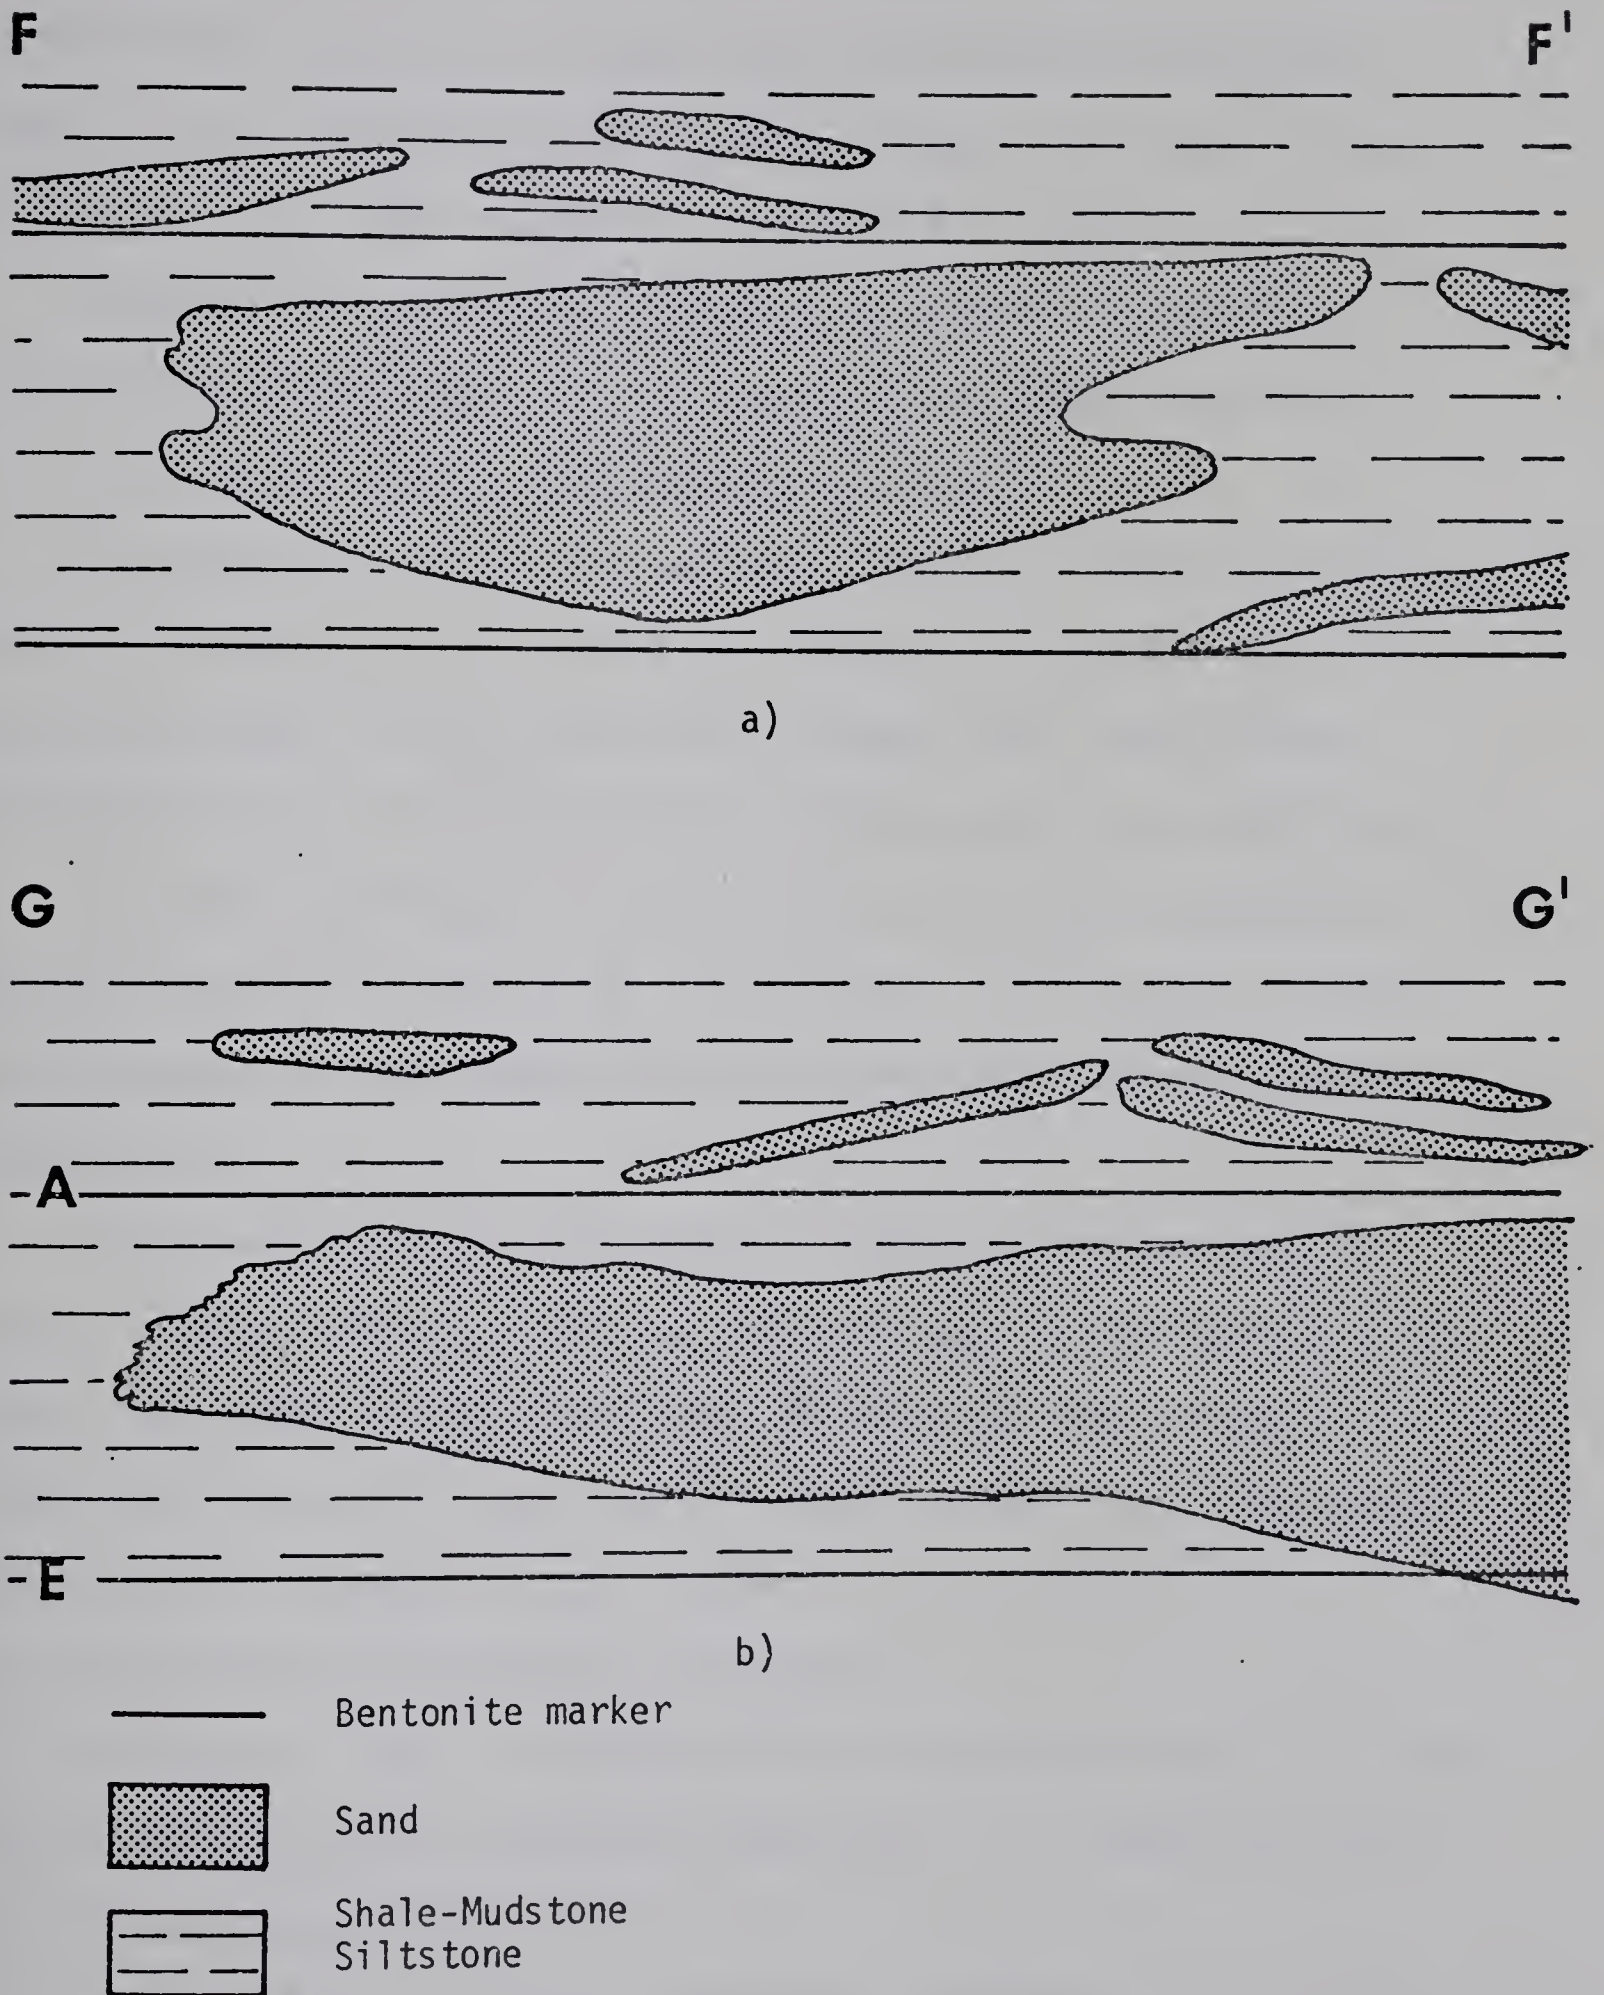 F F'
a)
G G'
A
E
b)
Bentonite marker
Sand
Shale-Mudstone
Siltstone